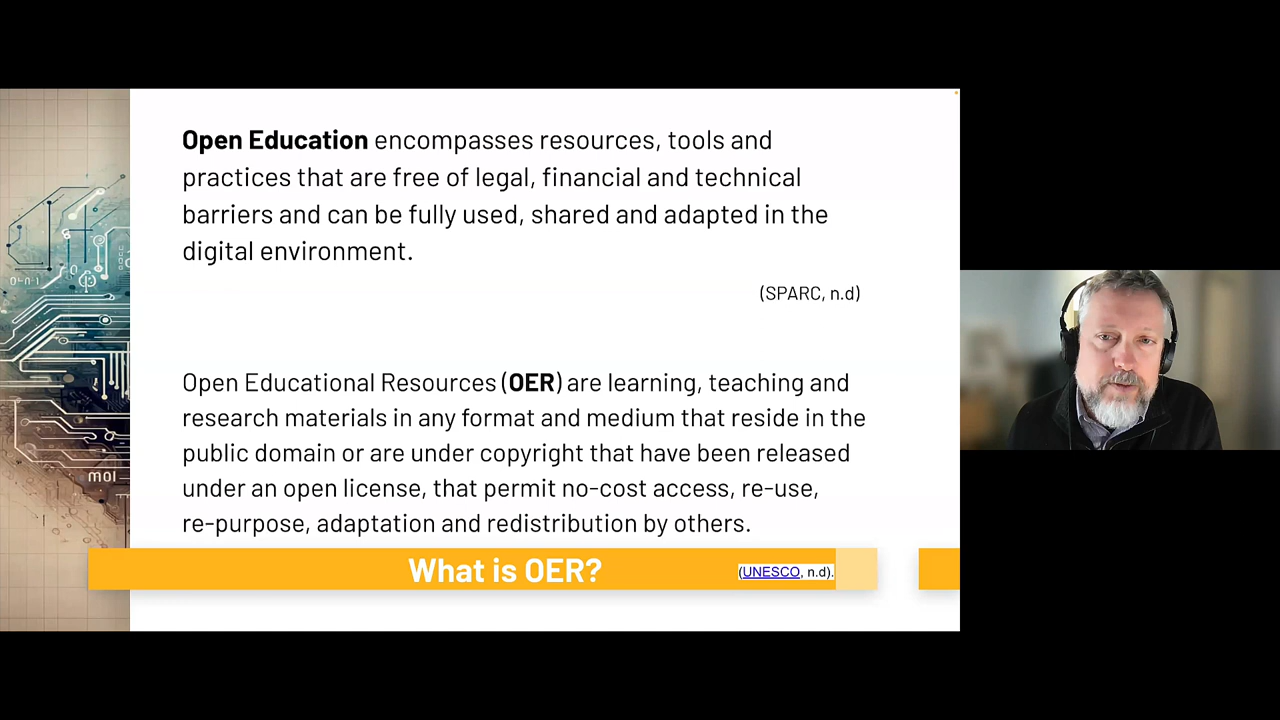 Open Education encompasses resources, tools and
practices that are free of legal, financial and technical
barriers and can be fully used, shared and adapted in the
digital environment.
(SPARC, n.d)
Open Educational Resources (OER) are learning, teaching and
research materials in any format and medium that reside in the
public domain or are under copyright that have been released
under an open license, that permit no-cost access, re-use,
re-purpose, adaptation and redistribution by others.
What is OER?
(UNESCO, n.d).